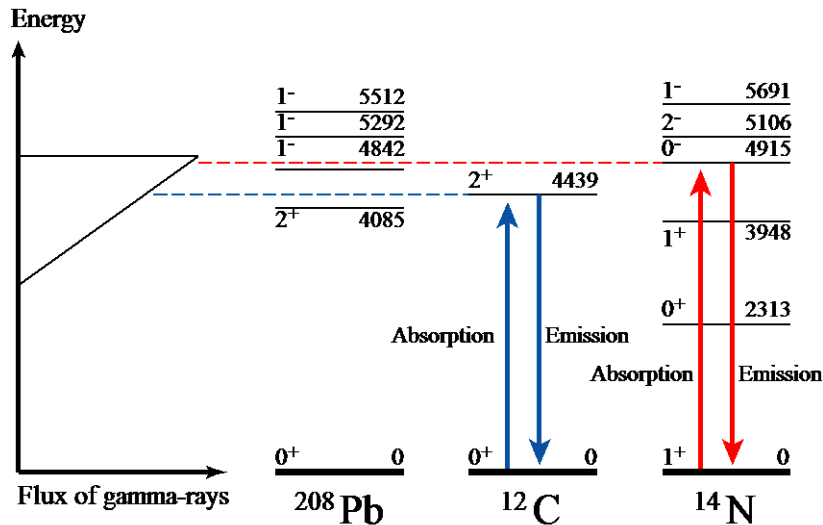 Energy
Flux of gamma-rays
1⁻ 5512
1⁻ 5292
1⁻ 4842
2⁺ 4085
0⁺ 0
²⁰⁸Pb
2⁺ 4439
Absorption
Emission
0⁺ 0
¹²C
1⁻ 5691
2⁻ 5106
0⁻ 4915
1⁺ 3948
0⁺ 2313
Absorption
Emission
1⁺ 0
¹⁴N